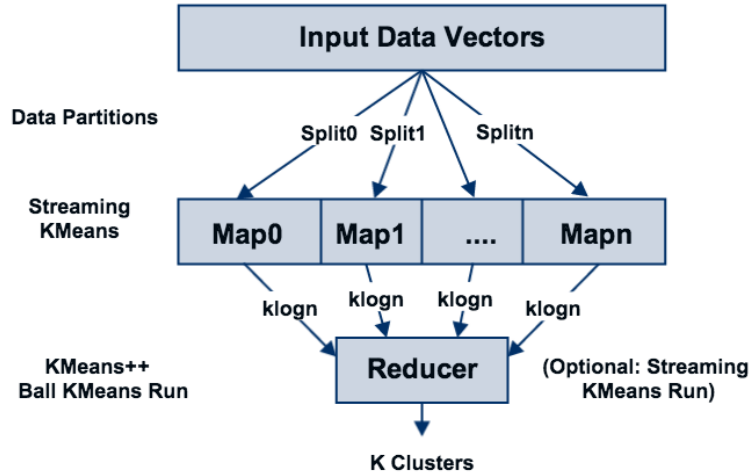 Input Data Vectors
Data Partitions
Split0 Split1 Splitn
Streaming
KMeans
Map0 Map1 .... Mapn
klogn klogn klogn klogn
KMeans++
Ball KMeans Run
Reducer
(Optional: Streaming
KMeans Run)
K Clusters